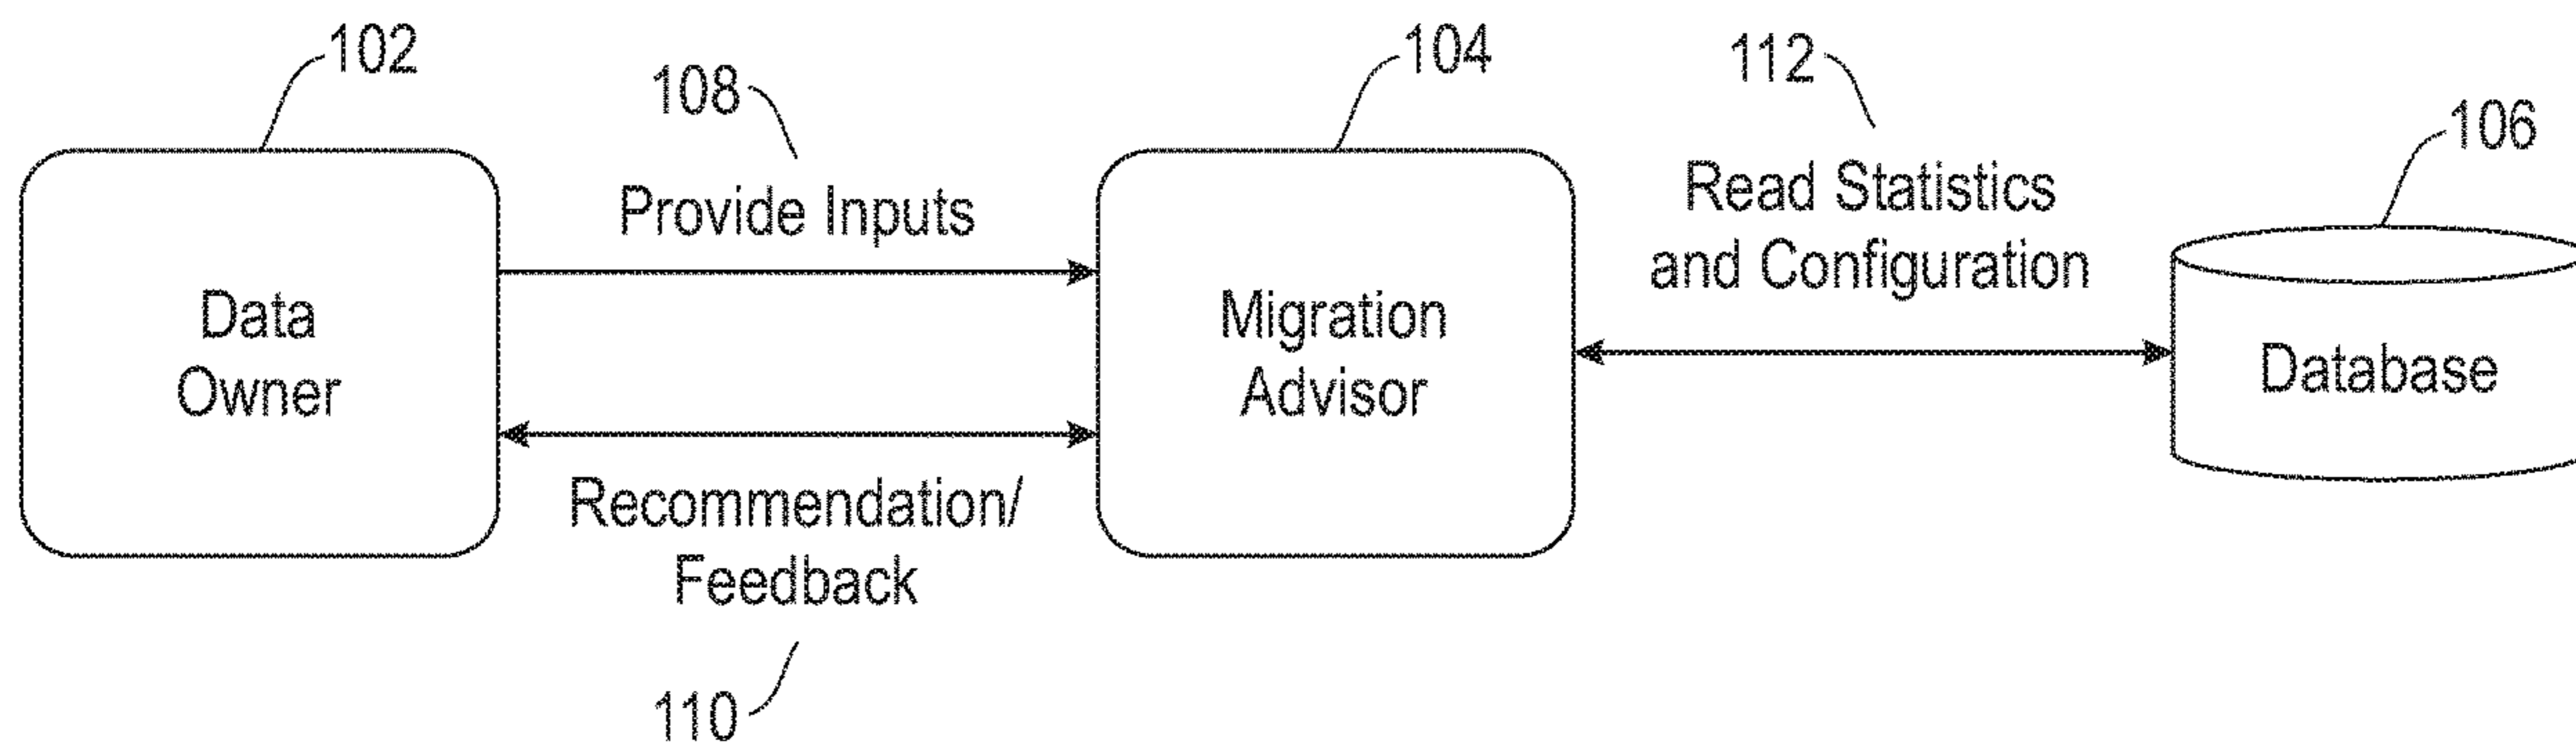 102
108
104
112
106
Provide Inputs
Read Statistics
and Configuration
Data
Owner
Migration
Advisor
Database
Recommendation/
Feedback
110